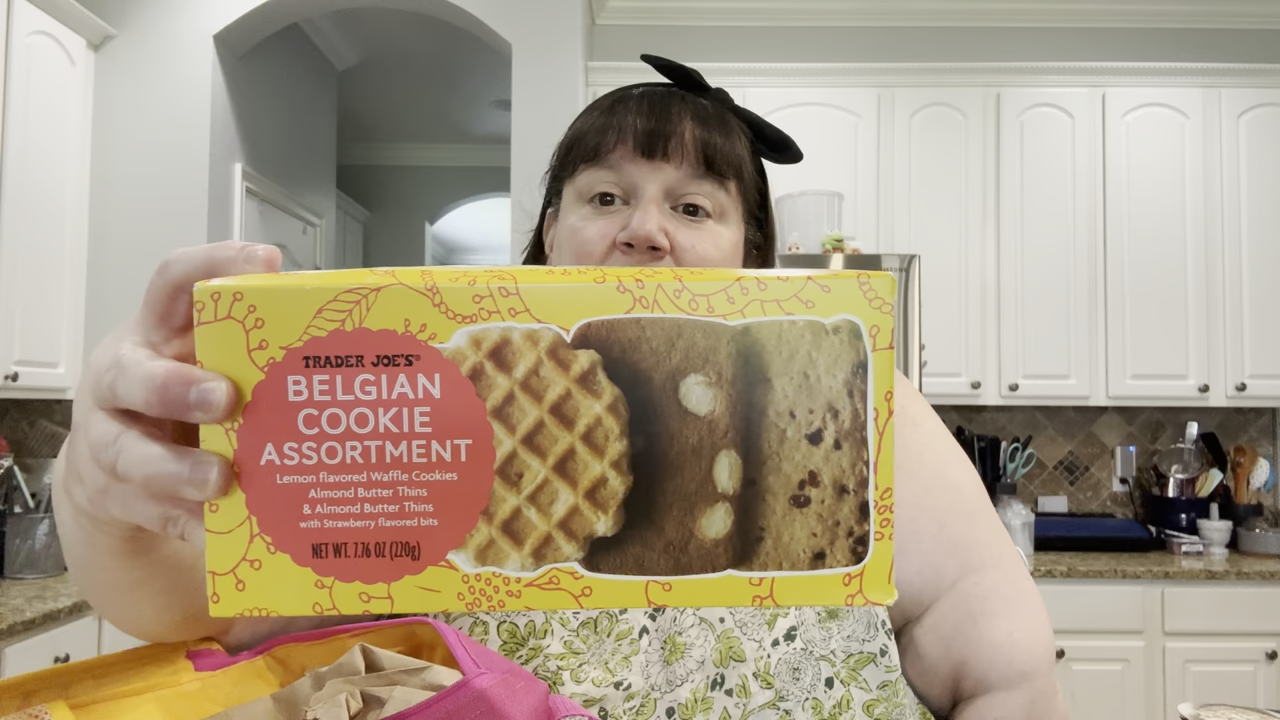 TRADER JOE'S®
BELGIAN
COOKIE
ASSORTMENT
Lemon flavored Waffle Cookies
Almond Butter Thins
& Almond Butter Thins
with Strawberry flavored bits
NET WT. 7.76 OZ (220g)